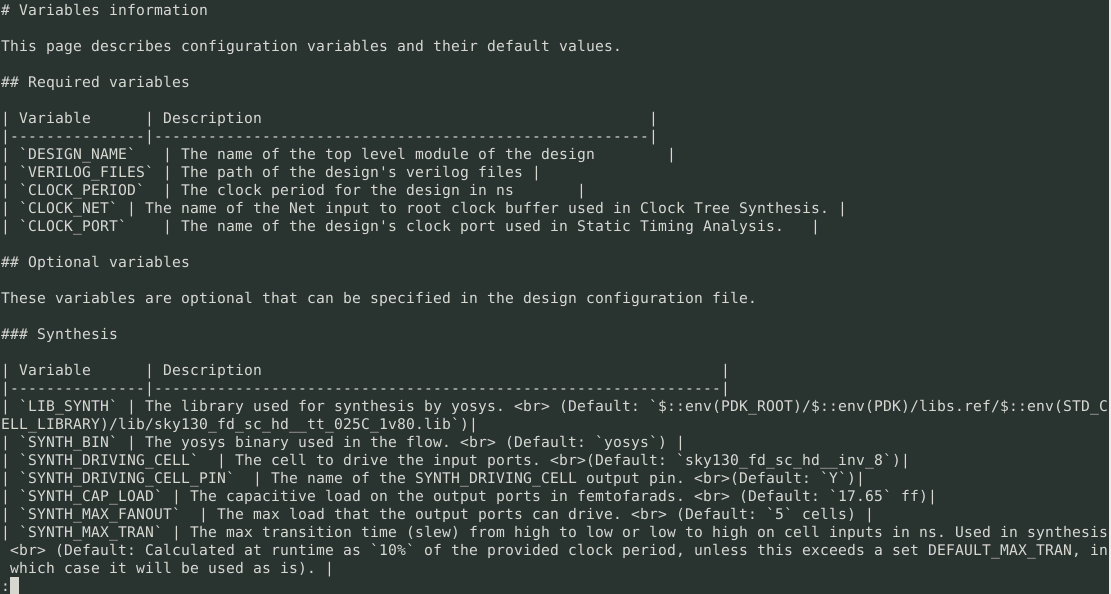 # Variables information
This page describes configuration variables and their default values.
## Required variables
| Variable      | Description                                           |
|---------------|-------------------------------------------------------|
| `DESIGN_NAME`   | The name of the top level module of the design        |
| `VERILOG_FILES` | The path of the design's verilog files |
| `CLOCK_PERIOD`  | The clock period for the design in ns       |
| `CLOCK_NET` | The name of the Net input to root clock buffer used in Clock Tree Synthesis. |
| `CLOCK_PORT`    | The name of the design's clock port used in Static Timing Analysis.   |
## Optional variables
These variables are optional that can be specified in the design configuration file.
### Synthesis
| Variable      | Description                                                   |
|---------------|---------------------------------------------------------------|
| `LIB_SYNTH` | The library used for synthesis by yosys. <br> (Default: `$::env(PDK_ROOT)/$::env(PDK)/libs.ref/$::env(STD_C
ELL_LIBRARY)/lib/sky130_fd_sc_hd__tt_025C_1v80.lib`)|
| `SYNTH_BIN` | The yosys binary used in the flow. <br> (Default: `yosys`) |
| `SYNTH_DRIVING_CELL`  | The cell to drive the input ports. <br>(Default: `sky130_fd_sc_hd__inv_8`)|
| `SYNTH_DRIVING_CELL_PIN`  | The name of the SYNTH_DRIVING_CELL output pin. <br>(Default: `Y`)|
| `SYNTH_CAP_LOAD` | The capacitive load on the output ports in femtofarads. <br> (Default: `17.65` ff)|
| `SYNTH_MAX_FANOUT`  | The max load that the output ports can drive. <br> (Default: `5` cells) |
| `SYNTH_MAX_TRAN` | The max transition time (slew) from high to low or low to high on cell inputs in ns. Used in synthesis
<br> (Default: Calculated at runtime as `10%` of the provided clock period, unless this exceeds a set DEFAULT_MAX_TRAN, in
which case it will be used as is). |
: